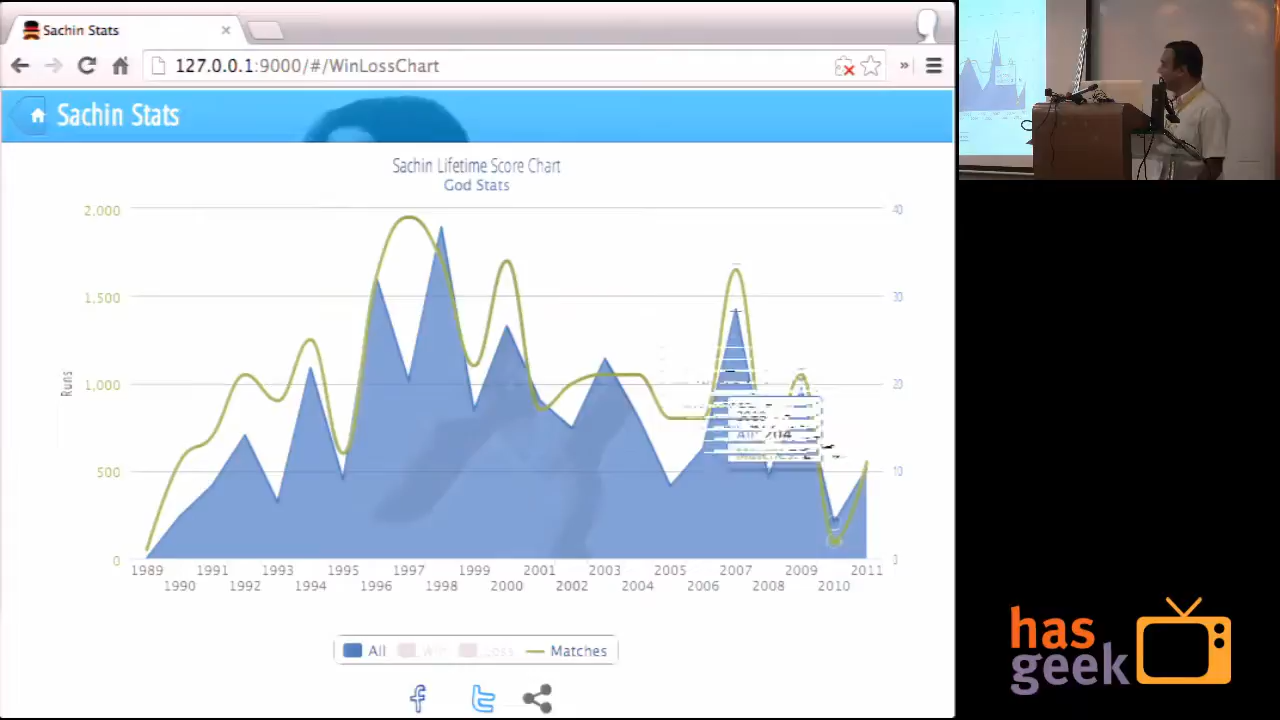 Sachin Stats ×
127.0.0.1:9000/#/WinLossChart
Sachin Stats
Sachin Lifetime Score Chart
God Stats
Runs
2,000
1,500
1,000
500
0
40
30
20
10
0
1989 1990 1991 1992 1993 1994 1995 1996 1997 1998 1999 2000 2001 2002 2003 2004 2005 2006 2007 2008 2009 2010 2011
All Matches
has
geek